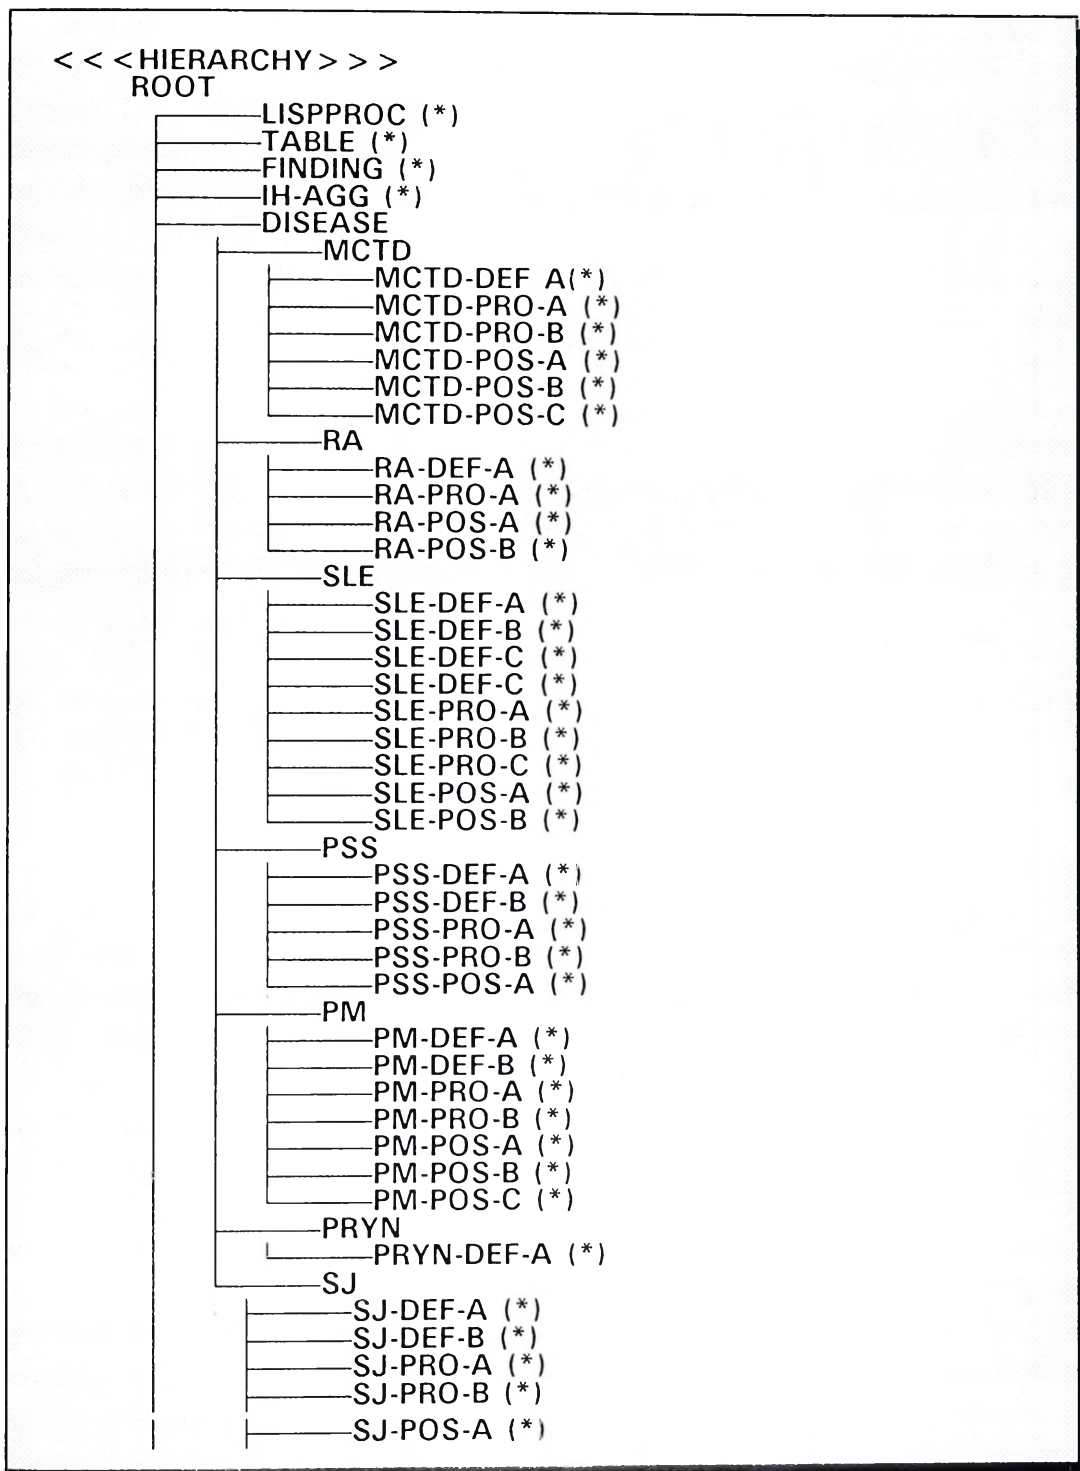 < < < HIERARCHY > > >
ROOT
LISPPROC (*)
TABLE (*)
FINDING (*)
IH-AGG (*)
DISEASE
MCTD
MCTD-DEF A(*)
MCTD-PRO-A (*)
MCTD-PRO-B (*)
MCTD-POS-A (*)
MCTD-POS-B (*)
MCTD-POS-C (*)
RA
RA-DEF-A (*)
RA-PRO-A (*)
RA-POS-A (*)
RA-POS-B (*)
SLE
SLE-DEF-A (*)
SLE-DEF-B (*)
SLE-DEF-C (*)
SLE-DEF-C (*)
SLE-PRO-A (*)
SLE-PRO-B (*)
SLE-PRO-C (*)
SLE-POS-A (*)
SLE-POS-B (*)
PSS
PSS-DEF-A (*)
PSS-DEF-B (*)
PSS-PRO-A (*)
PSS-PRO-B (*)
PSS-POS-A (*)
PM
PM-DEF-A (*)
PM-DEF-B (*)
PM-PRO-A (*)
PM-PRO-B (*)
PM-POS-A (*)
PM-POS-B (*)
PM-POS-C (*)
PRYN
PRYN-DEF-A (*)
SJ
SJ-DEF-A (*)
SJ-DEF-B (*)
SJ-PRO-A (*)
SJ-PRO-B (*)
SJ-POS-A (*)